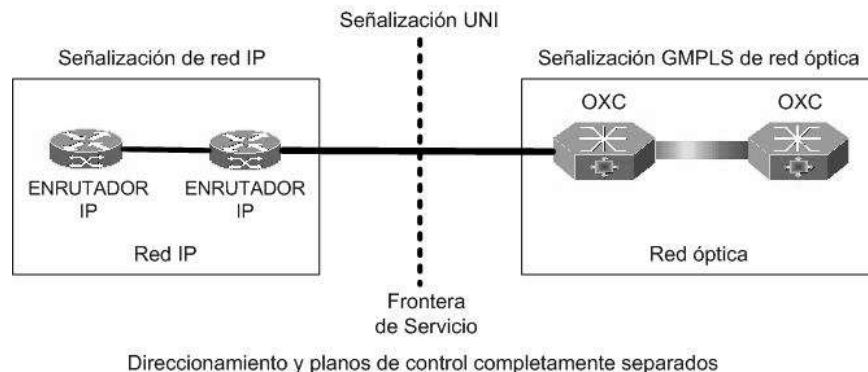 Señalización UNI
Señalización de red IP
Señalización GMPLS de red óptica
OXC
OXC
ENRUTADOR
IP
ENRUTADOR
IP
Red IP
Red óptica
Frontera
de Servicio
Direccionamiento y planos de control completamente separados